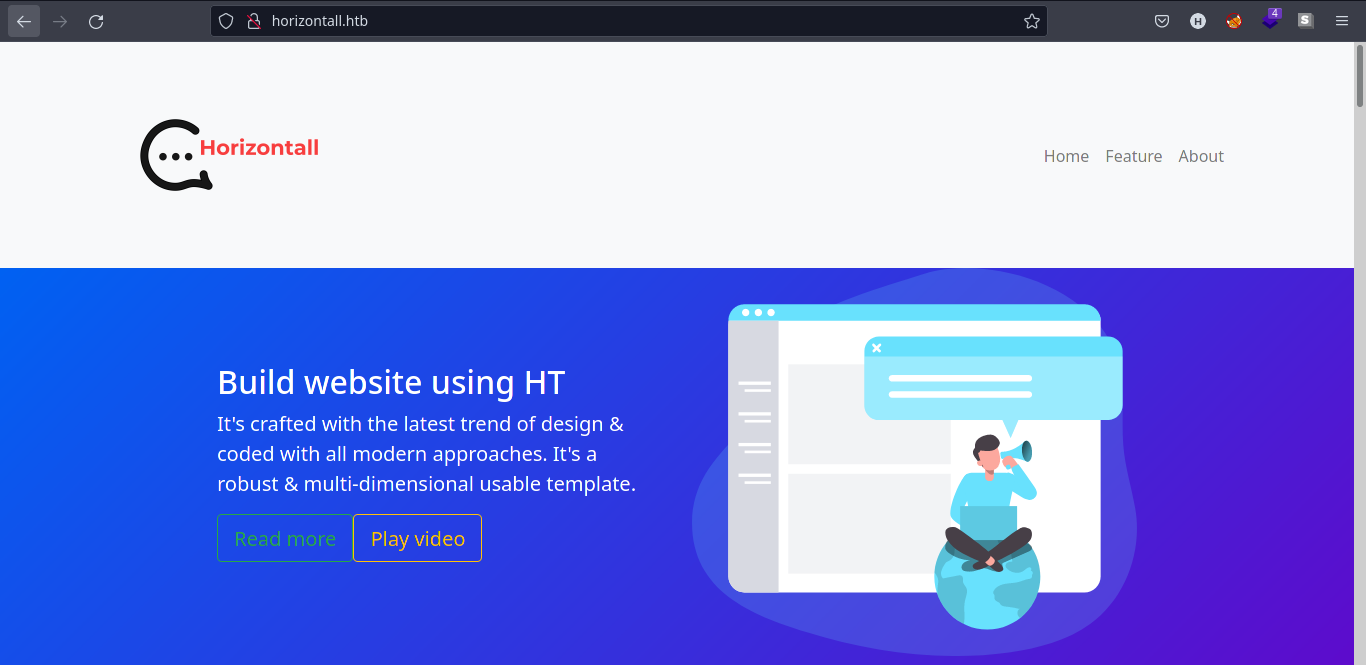 horizontall.htb
4
H
S
Horizontall
Home Feature About
Build website using HT
It's crafted with the latest trend of design &
coded with all modern approaches. It's a
robust & multi-dimensional usable template.
Read more Play video